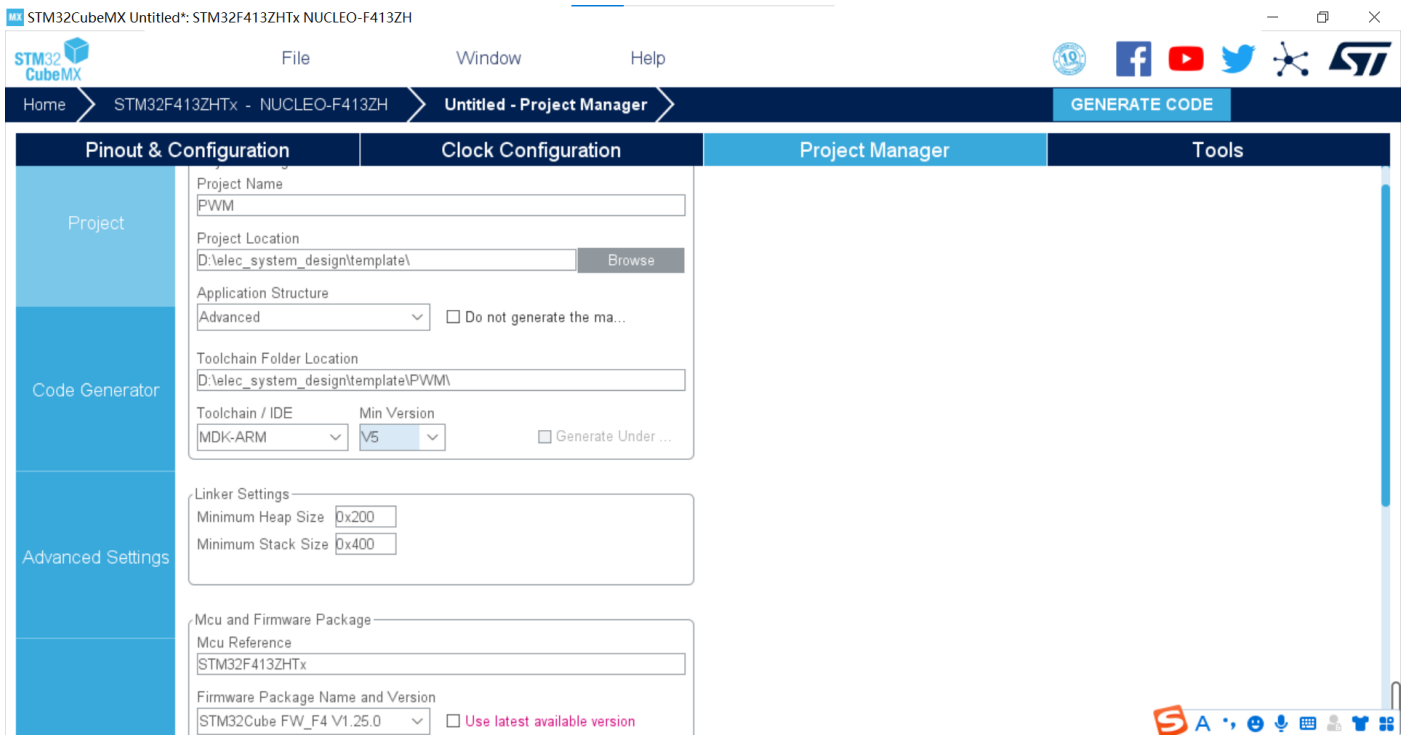 MX STM32CubeMX Untitled*: STM32F413ZHTx NUCLEO-F413ZH
STM32
CubeMX
File
Window
Help
10
Home
STM32F413ZHTx - NUCLEO-F413ZH
Untitled - Project Manager
GENERATE CODE
Pinout & Configuration
Clock Configuration
Project Manager
Tools
Project
Code Generator
Advanced Settings
Project Name
PWM
Project Location
D:\elec_system_design\template\
Browse
Application Structure
Advanced
Do not generate the ma...
Toolchain Folder Location
D:\elec_system_design\template\PWM\
Toolchain / IDE
Min Version
MDK-ARM
V5
Generate Under ...
Linker Settings
Minimum Heap Size
0x200
Minimum Stack Size
0x400
Mcu and Firmware Package
Mcu Reference
STM32F413ZHTx
Firmware Package Name and Version
STM32Cube FW_F4 V1.25.0
Use latest available version